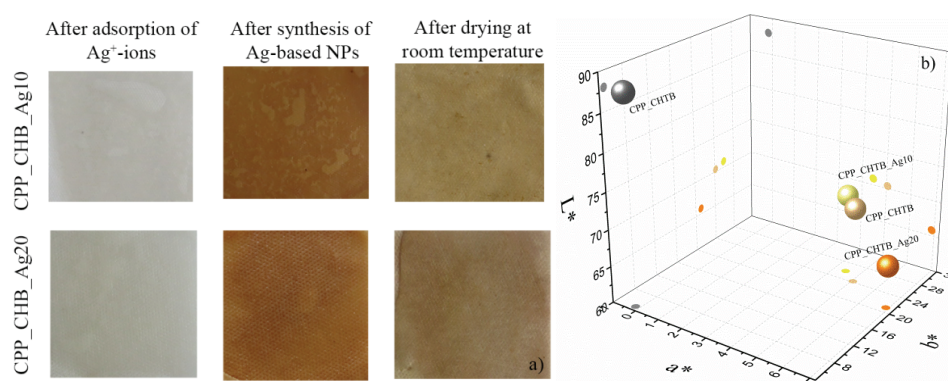 After adsorption of
Ag⁺-ions
After synthesis of
Ag-based NPs
After drying at
room temperature
CPP_CHB_Ag10
CPP_CHB_Ag20
a)
b)
90
85
80
75
70
65
60
L*
CPP_CHTB
CPP_CHTB_Ag10
CPP_CHTB
CPP_CHTB_Ag20
0
1
2
3
4
5
6
a*
8
12
16
20
24
28
b*